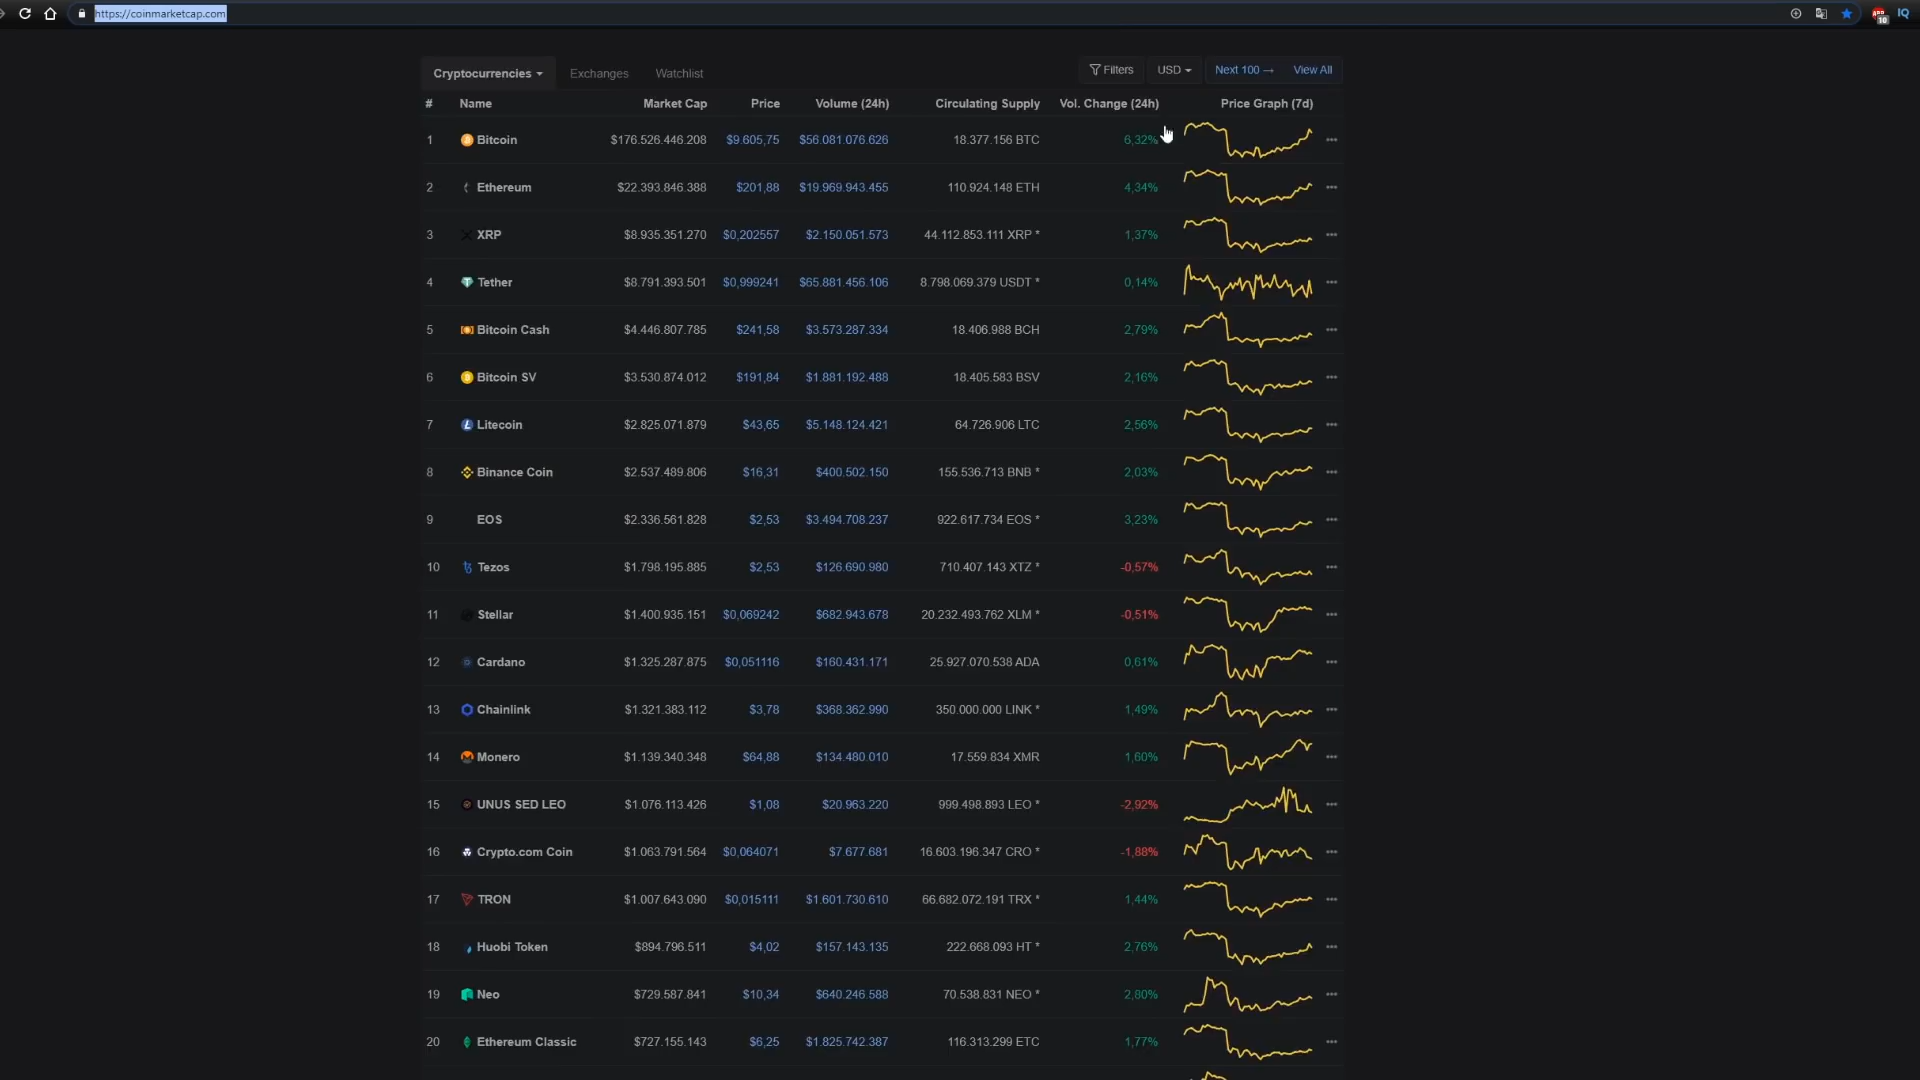 https://coinmarketcap.com
10
IQ
Cryptocurrencies Exchanges Watchlist Filters USD Next 100 → View All
# Name Market Cap Price Volume (24h) Circulating Supply Vol. Change (24h) Price Graph (7d)
1 Bitcoin $176.526.446.208 $9.605,75 $56.081.076.626 18.377.156 BTC 6,32%
2 Ethereum $22.393.846.388 $201,88 $19.969.943.455 110.924.148 ETH 4,34%
3 XRP $8.935.351.270 $0,202557 $2.150.051.573 44.112.853.111 XRP * 1,37%
4 Tether $8.791.393.501 $0,999241 $65.881.456.106 8.798.069.379 USDT * 0,14%
5 Bitcoin Cash $4.446.807.785 $241,58 $3.573.287.334 18.406.988 BCH 2,79%
6 Bitcoin SV $3.530.874.012 $191,84 $1.881.192.488 18.405.583 BSV 2,16%
7 Litecoin $2.825.071.879 $43,65 $5.148.124.421 64.726.906 LTC 2,56%
8 Binance Coin $2.537.489.806 $16,31 $400.502.150 155.536.713 BNB * 2,03%
9 EOS $2.336.561.828 $2,53 $3.494.708.237 922.617.734 EOS * 3,23%
10 Tezos $1.798.195.885 $2,53 $126.690.980 710.407.143 XTZ * -0,57%
11 Stellar $1.400.935.151 $0,069242 $682.943.678 20.232.493.762 XLM * -0,51%
12 Cardano $1.325.287.875 $0,051116 $160.431.171 25.927.070.538 ADA 0,61%
13 Chainlink $1.321.383.112 $3,78 $368.362.990 350.000.000 LINK * 1,49%
14 Monero $1.139.340.348 $64,88 $134.480.010 17.559.834 XMR 1,60%
15 UNUS SED LEO $1.076.113.426 $1,08 $20.963.220 999.498.893 LEO * -2,92%
16 Crypto.com Coin $1.063.791.564 $0,064071 $7.677.681 16.603.196.347 CRO * -1,88%
17 TRON $1.007.643.090 $0,015111 $1.601.730.610 66.682.072.191 TRX * 1,44%
18 Huobi Token $894.796.511 $4,02 $157.143.135 222.668.093 HT * 2,76%
19 Neo $729.587.841 $10,34 $640.246.588 70.538.831 NEO * 2,80%
20 Ethereum Classic $727.155.143 $6,25 $1.825.742.387 116.313.299 ETC 1,77%